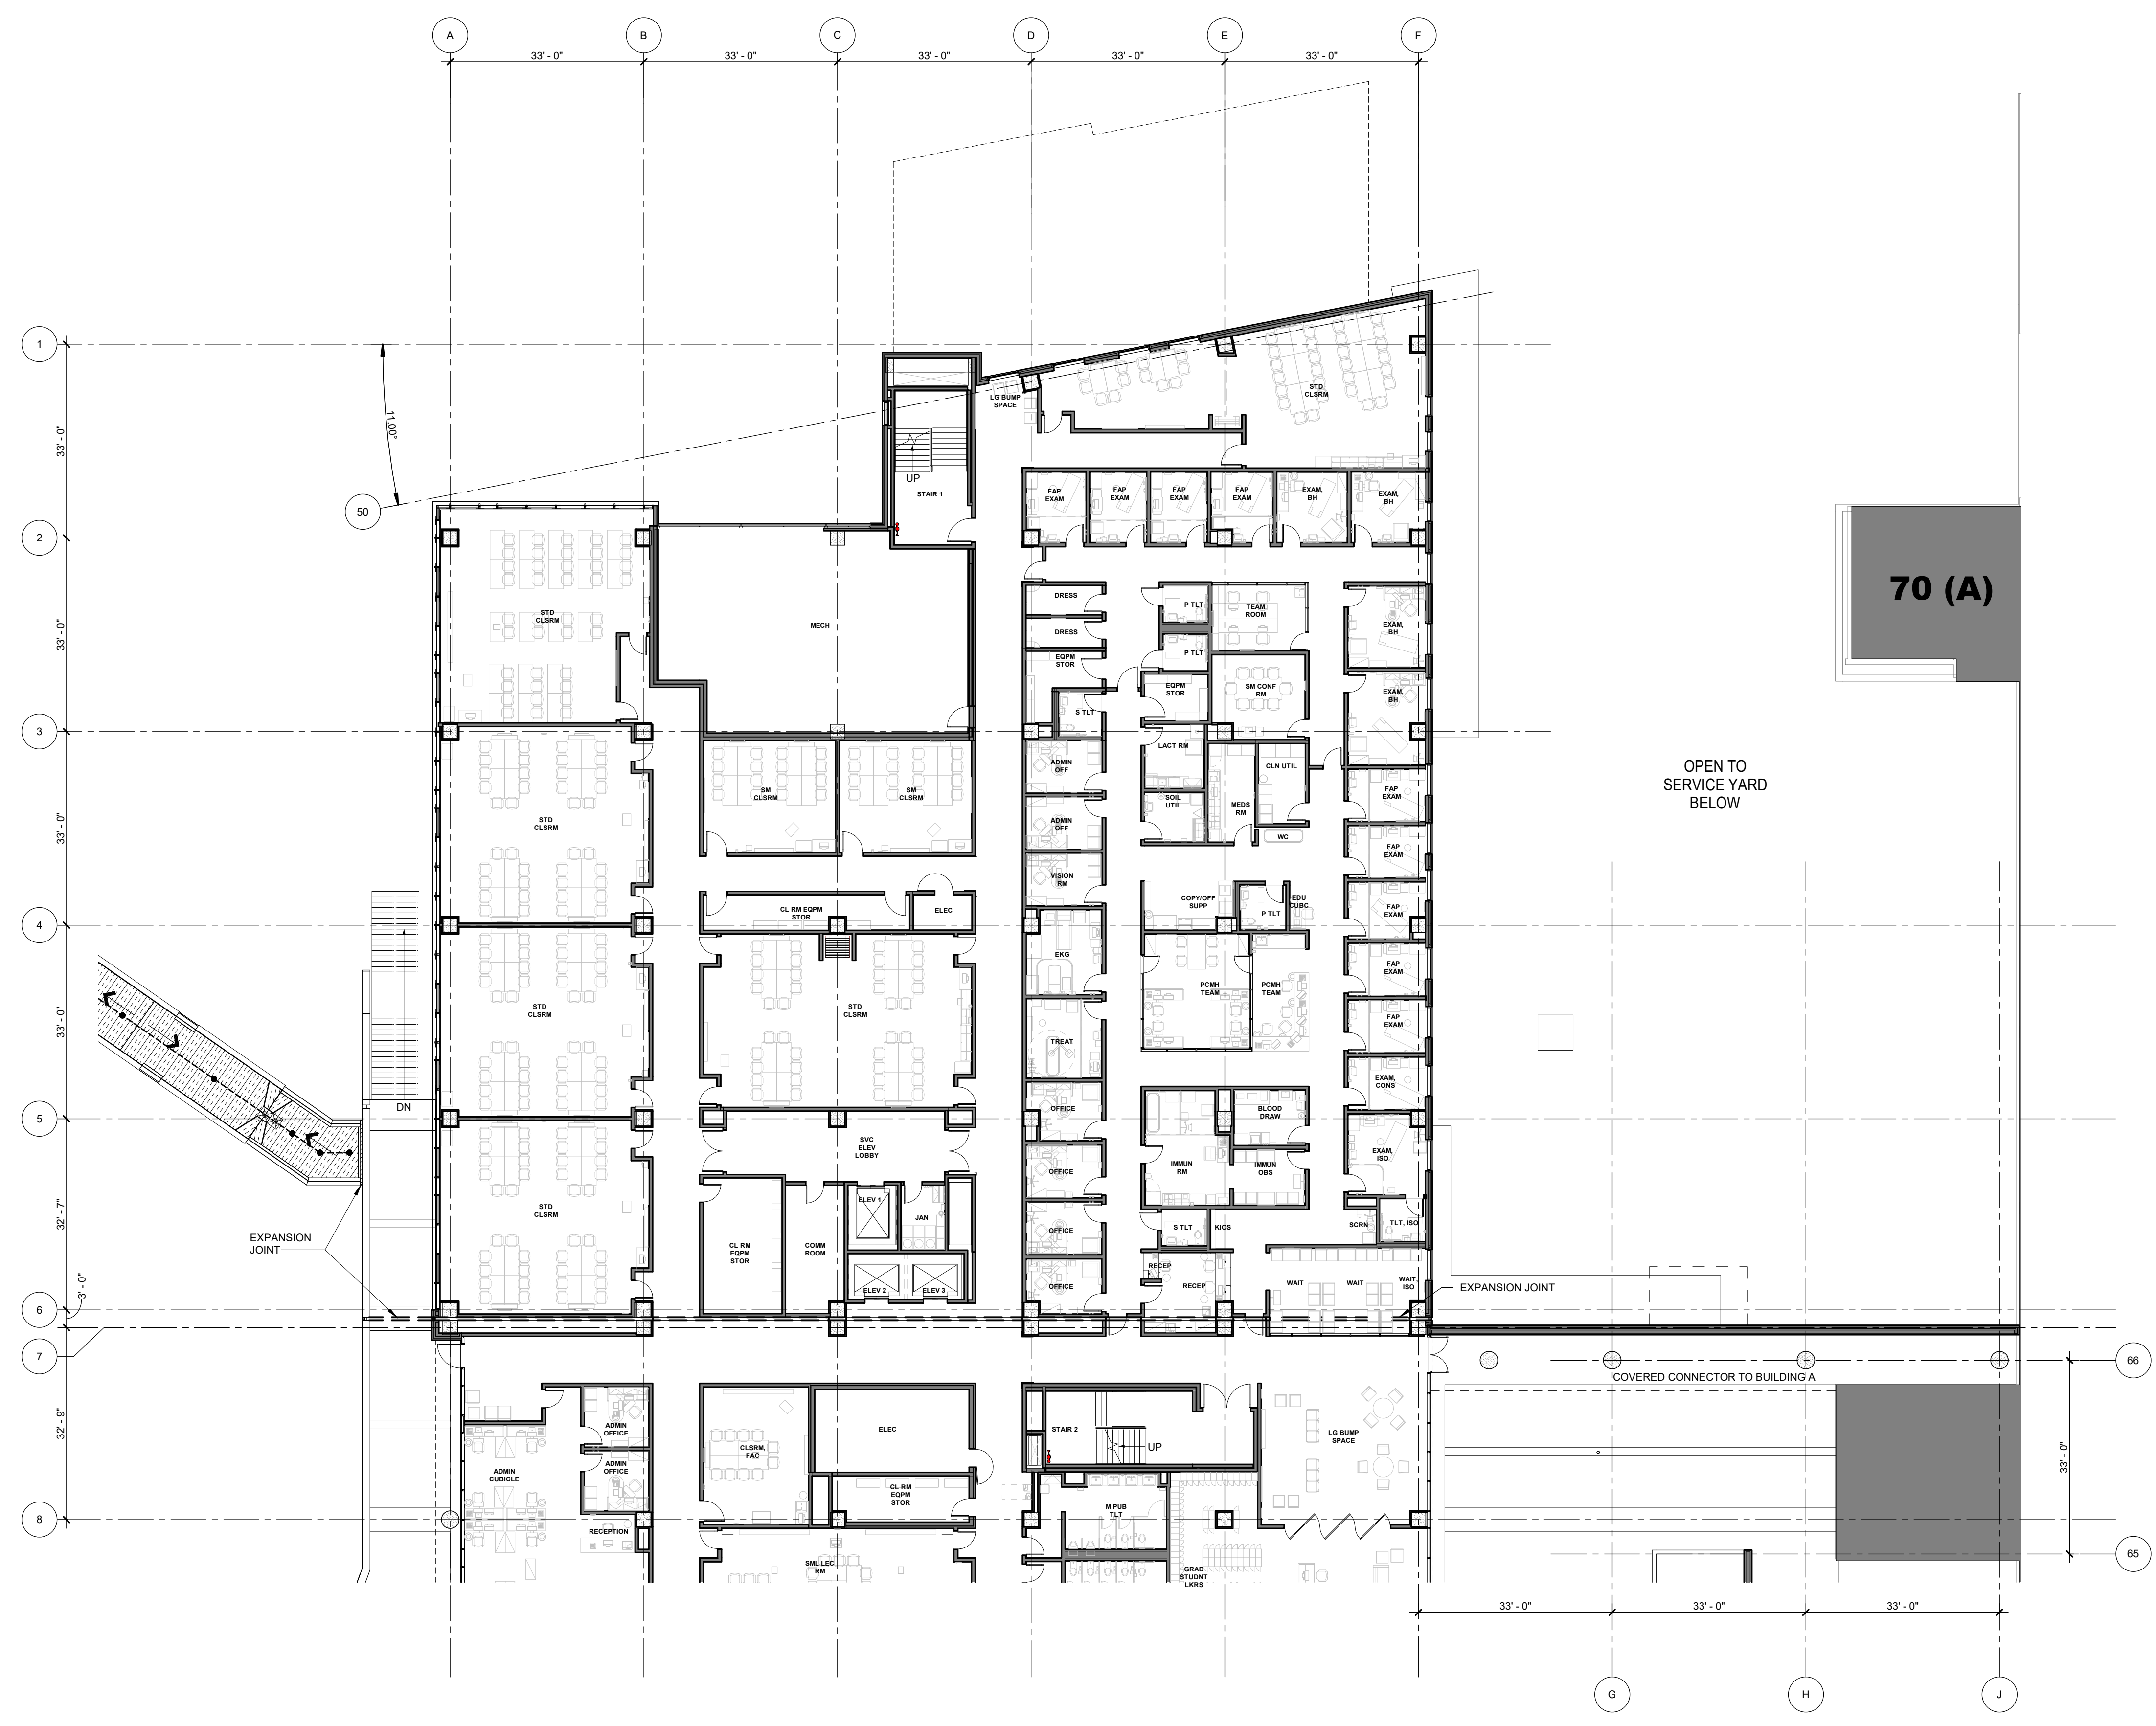 A
B
C
D
E
F
33' - 0"
33' - 0"
33' - 0"
33' - 0"
33' - 0"
1
2
3
4
5
6
7
8
50
11.00°
33' - 0"
33' - 0"
33' - 0"
33' - 0"
32' - 7"
3' - 0"
32' - 9"
LG BUMP
SPACE
STD
CLSRM
UP
STAIR 1
FAP
EXAM
FAP
EXAM
FAP
EXAM
FAP
EXAM
EXAM,
BH
EXAM,
BH
STD
CLSRM
MECH
DRESS
DRESS
EQPM
STOR
P TLT
P TLT
TEAM
ROOM
EXAM,
BH
70 (A)
EQPM
STOR
SM CONF
RM
EXAM,
BH
S TLT
LACT RM
ADMIN
OFF
CLN UTIL
STD
CLSRM
SM
CLSRM
SM
CLSRM
ADMIN
OFF
SOIL
UTIL
MEDS
RM
WC
FAP
EXAM
FAP
EXAM
OPEN TO
SERVICE YARD
BELOW
VISION
RM
CL RM EQPM
STOR
ELEC
COPY/OFF
SUPP
P TLT
EDU
CUBC
FAP
EXAM
STD
CLSRM
STD
CLSRM
EKG
PCMH
TEAM
PCMH
TEAM
FAP
EXAM
FAP
EXAM
TREAT
EXAM,
CONS
DN
OFFICE
BLOOD
DRAW
SVC
ELEV
LOBBY
EXAM,
ISO
OFFICE
IMMUN
RM
IMMUN
OBS
STD
CLSRM
ELEV 1
JAN
OFFICE
S TLT
KIOS
SCRN
TLT, ISO
EXPANSION
JOINT
CL RM
EQPM
STOR
COMM
ROOM
ELEV 2
ELEV 3
OFFICE
RECEP
RECEP
WAIT
WAIT
WAIT,
ISO
EXPANSION JOINT
66
COVERED CONNECTOR TO BUILDING A
ADMIN
OFFICE
ADMIN
OFFICE
ADMIN
CUBICLE
RECEPTION
CLSRM,
FAC
ELEC
CL RM
EQPM
STOR
STAIR 2
UP
LG BUMP
SPACE
33' - 0"
M PUB
TLT
SML LEC
RM
GRAD
STUDNT
LKRS
65
33' - 0"
33' - 0"
33' - 0"
G
H
J